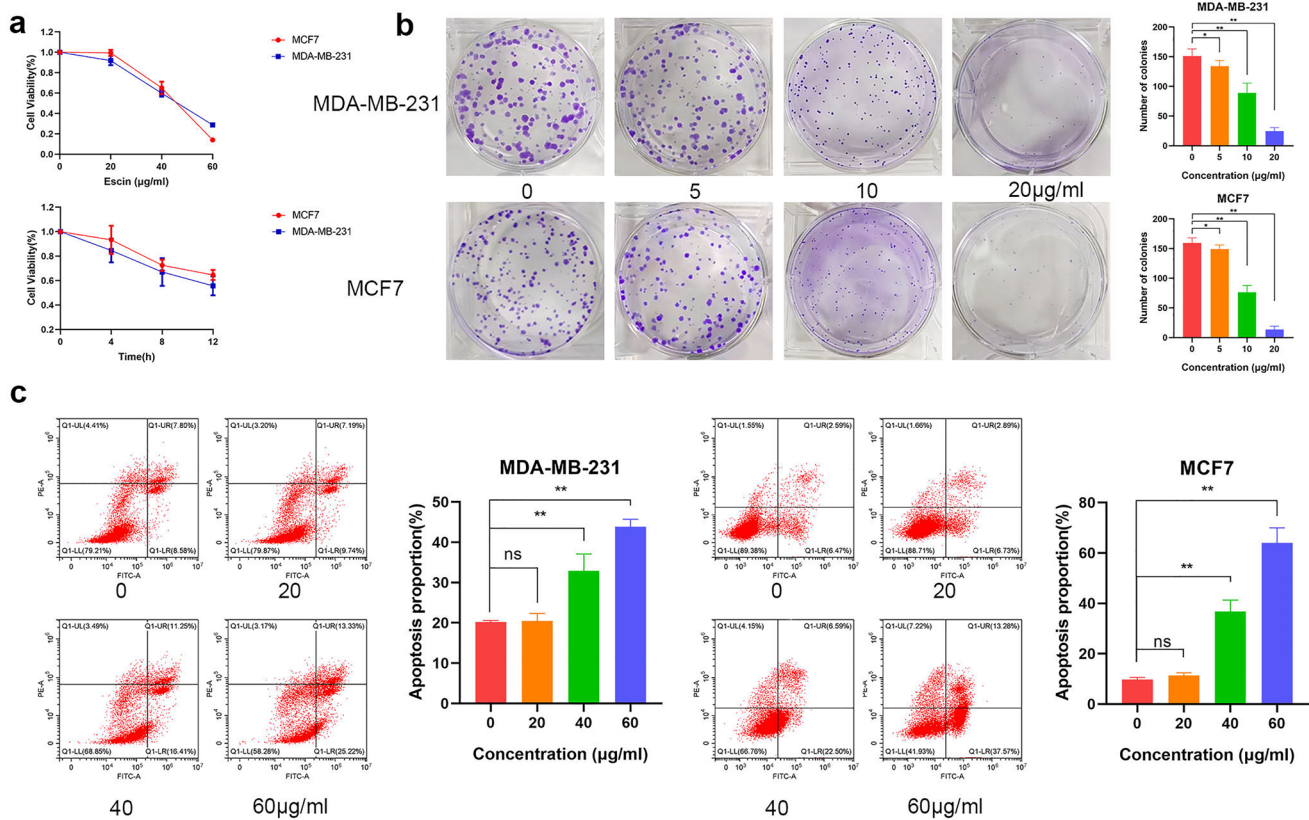 a
1.2
1.0
0.8
0.6
0.4
0.2
0.0
Cell Viability(%)
0 20 40 60
Escin (μg/ml)
MCF7
MDA-MB-231
1.2
1.0
0.8
0.6
0.4
0.2
Cell Viability(%)
0 4 8 12
Time(h)
MCF7
MDA-MB-231
b
MDA-MB-231
0 5 10 20μg/ml
MCF7
MDA-MB-231
200
150
100
50
0
Number of colonies
* ** **
0 5 10 20
Concentration (μg/ml)
MCF7
200
150
100
50
0
Number of colonies
* ** **
0 5 10 20
Concentration (μg/ml)
c
Q1-UL(4.41%) Q1-UR(7.80%)
Q1-LL(79.21%) Q1-LR(8.58%)
PE-A
FITC-A
0
Q1-UL(3.20%) Q1-UR(7.19%)
Q1-LL(79.87%) Q1-LR(9.74%)
PE-A
FITC-A
20
Q1-UL(3.49%) Q1-UR(11.25%)
Q1-LL(68.85%) Q1-LR(16.41%)
PE-A
FITC-A
40
Q1-UL(3.17%) Q1-UR(13.33%)
Q1-LL(58.28%) Q1-LR(25.22%)
PE-A
FITC-A
60μg/ml
MDA-MB-231
50
40
30
20
10
0
Apoptosis proportion(%)
ns ** **
0 20 40 60
Concentration (μg/ml)
Q1-UL(1.55%) Q1-UR(2.59%)
Q1-LL(89.38%) Q1-LR(6.47%)
PE-A
FITC-A
0
Q1-UL(1.66%) Q1-UR(2.89%)
Q1-LL(88.71%) Q1-LR(6.73%)
PE-A
FITC-A
20
Q1-UL(4.15%) Q1-UR(6.59%)
Q1-LL(66.76%) Q1-LR(22.50%)
PE-A
FITC-A
40
Q1-UL(7.22%) Q1-UR(13.28%)
Q1-LL(41.93%) Q1-LR(37.57%)
PE-A
FITC-A
60μg/ml
MCF7
80
60
40
20
0
Apoptosis proportion(%)
ns ** **
0 20 40 60
Concentration (μg/ml)